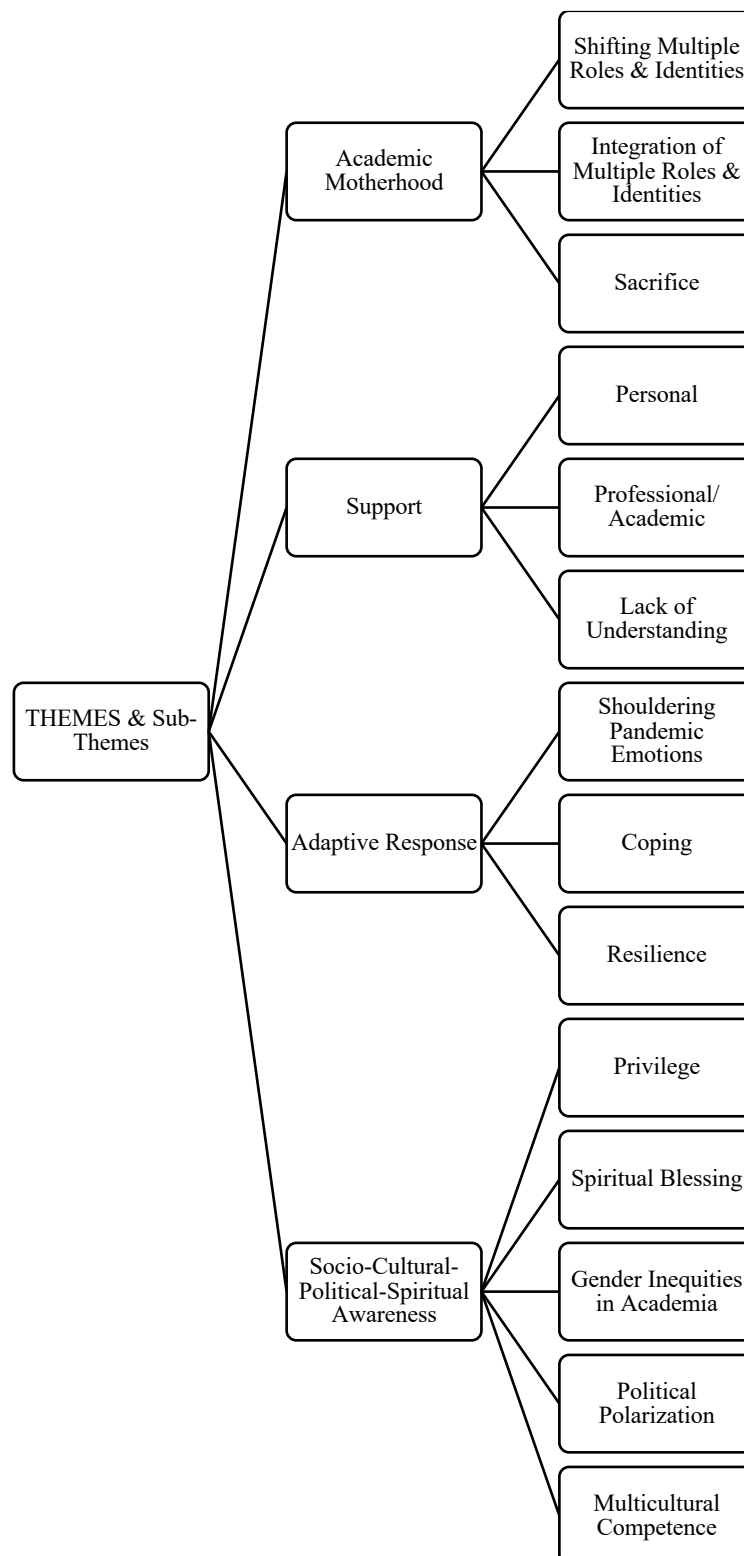 THEMES & Sub-
Themes
Academic
Motherhood
Shifting Multiple
Roles & Identities
Integration of
Multiple Roles &
Identities
Sacrifice
Support
Personal
Professional/
Academic
Lack of
Understanding
Adaptive Response
Shouldering
Pandemic
Emotions
Coping
Resilience
Socio-Cultural-
Political-Spiritual
Awareness
Privilege
Spiritual Blessing
Gender Inequities
in Academia
Political
Polarization
Multicultural
Competence